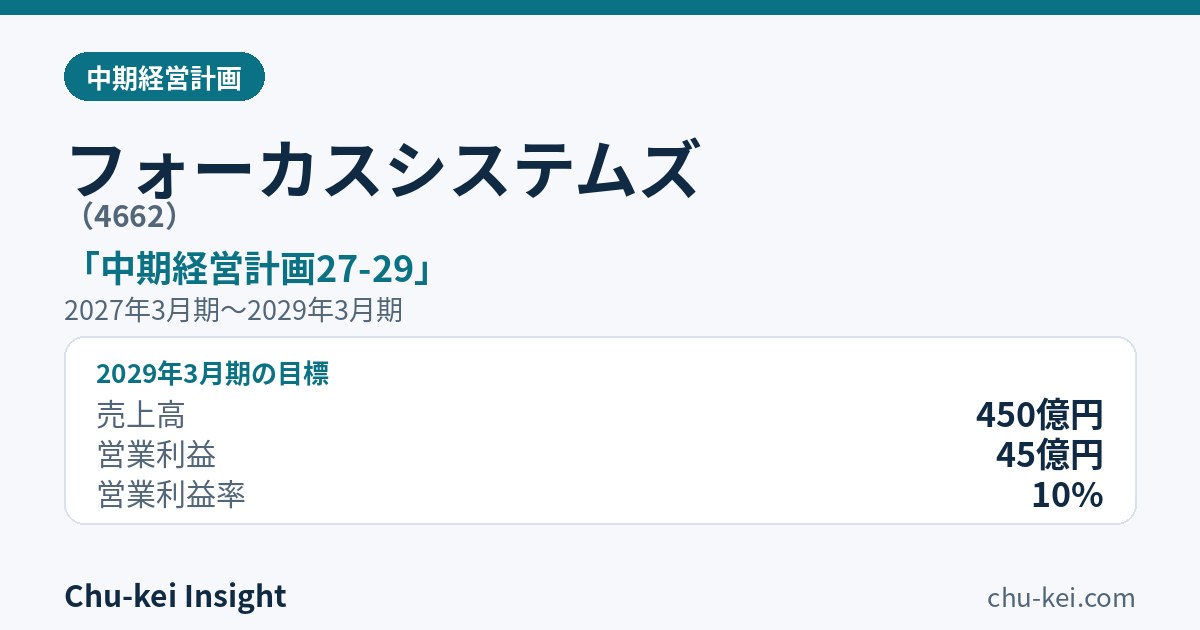 中期経営計画
フォーカスシステムズ
（4662）
「中期経営計画27-29」
2027年3月期〜2029年3月期
2029年3月期の目標
売上高 450億円
営業利益 45億円
営業利益率 10%
Chu-kei Insight chu-kei.com